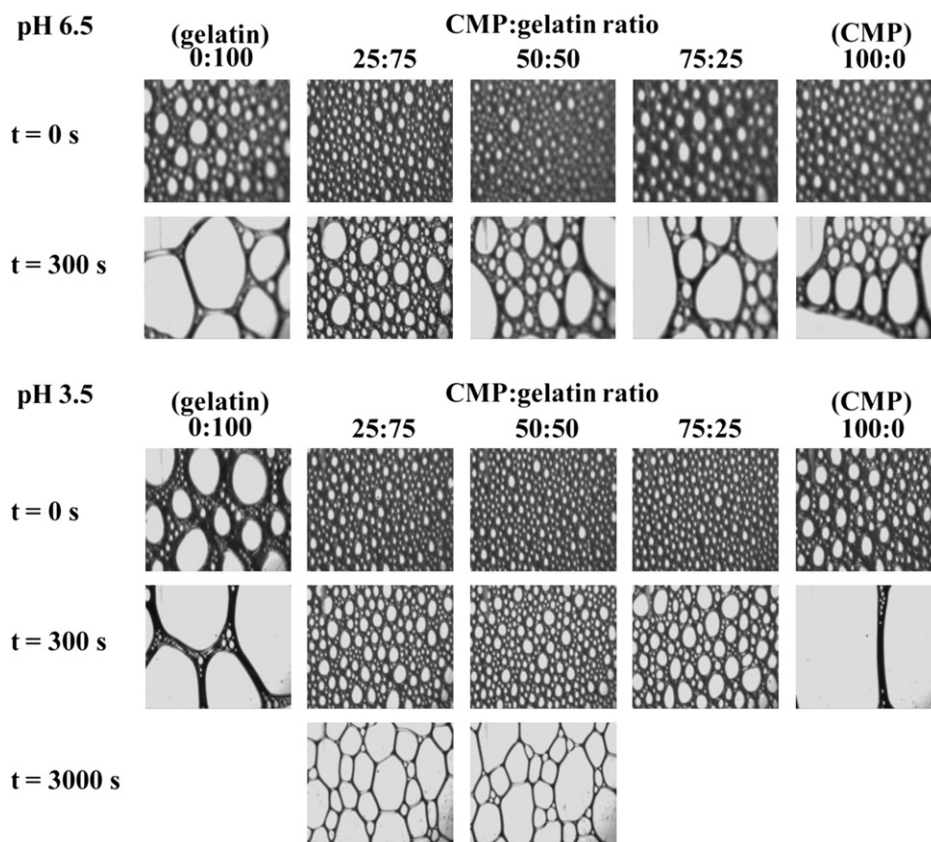 pH 6.5
(gelatin) CMP:gelatin ratio (CMP)
0:100 25:75 50:50 75:25 100:0
t = 0 s
t = 300 s
pH 3.5
(gelatin) CMP:gelatin ratio (CMP)
0:100 25:75 50:50 75:25 100:0
t = 0 s
t = 300 s
t = 3000 s